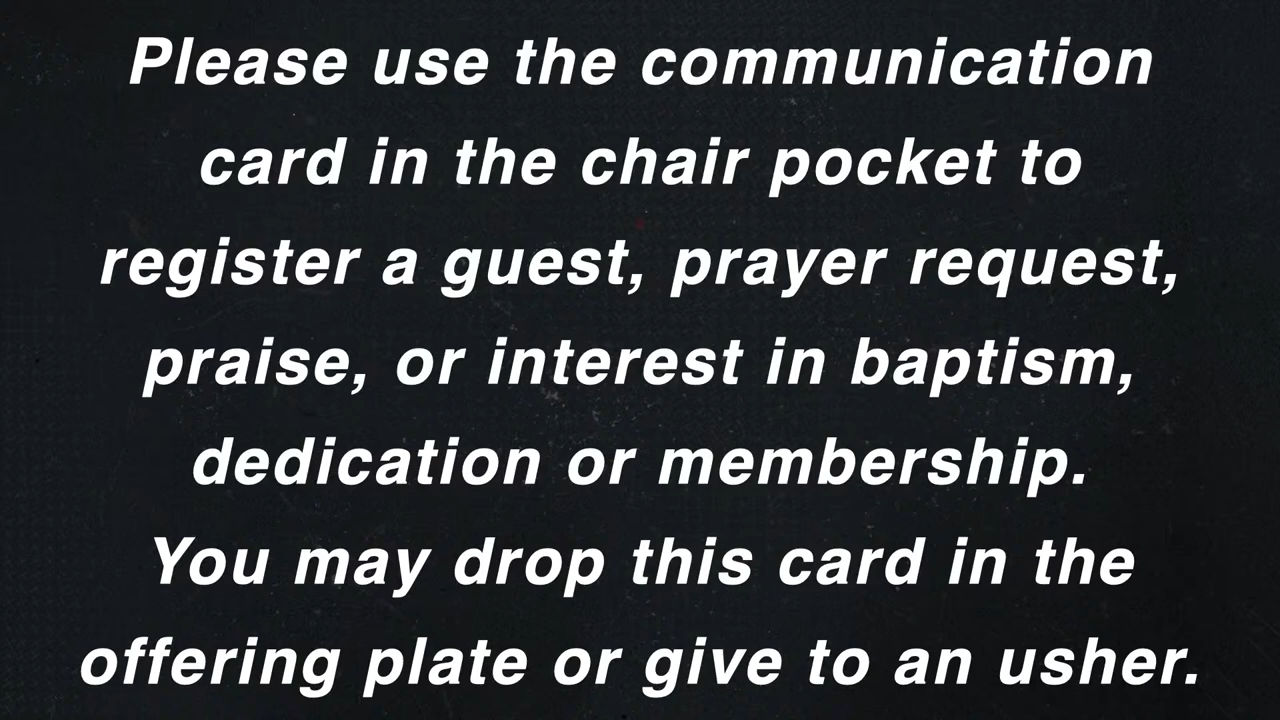 Please use the communication
card in the chair pocket to
register a guest, prayer request,
praise, or interest in baptism,
dedication or membership.
You may drop this card in the
offering plate or give to an usher.